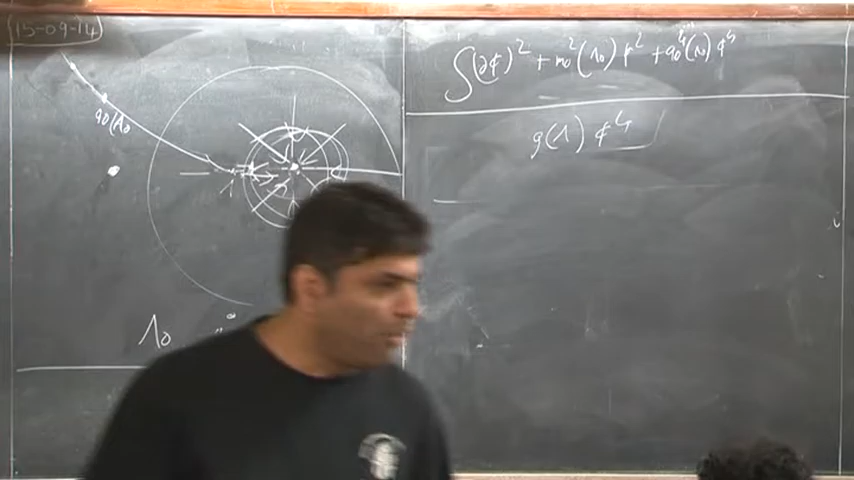 15-09-14
g0(Λ0
Λ0
∫(∂φ)² + m0²(Λ0) φ² + g0(Λ0) φ⁴
g(Λ) φ⁴